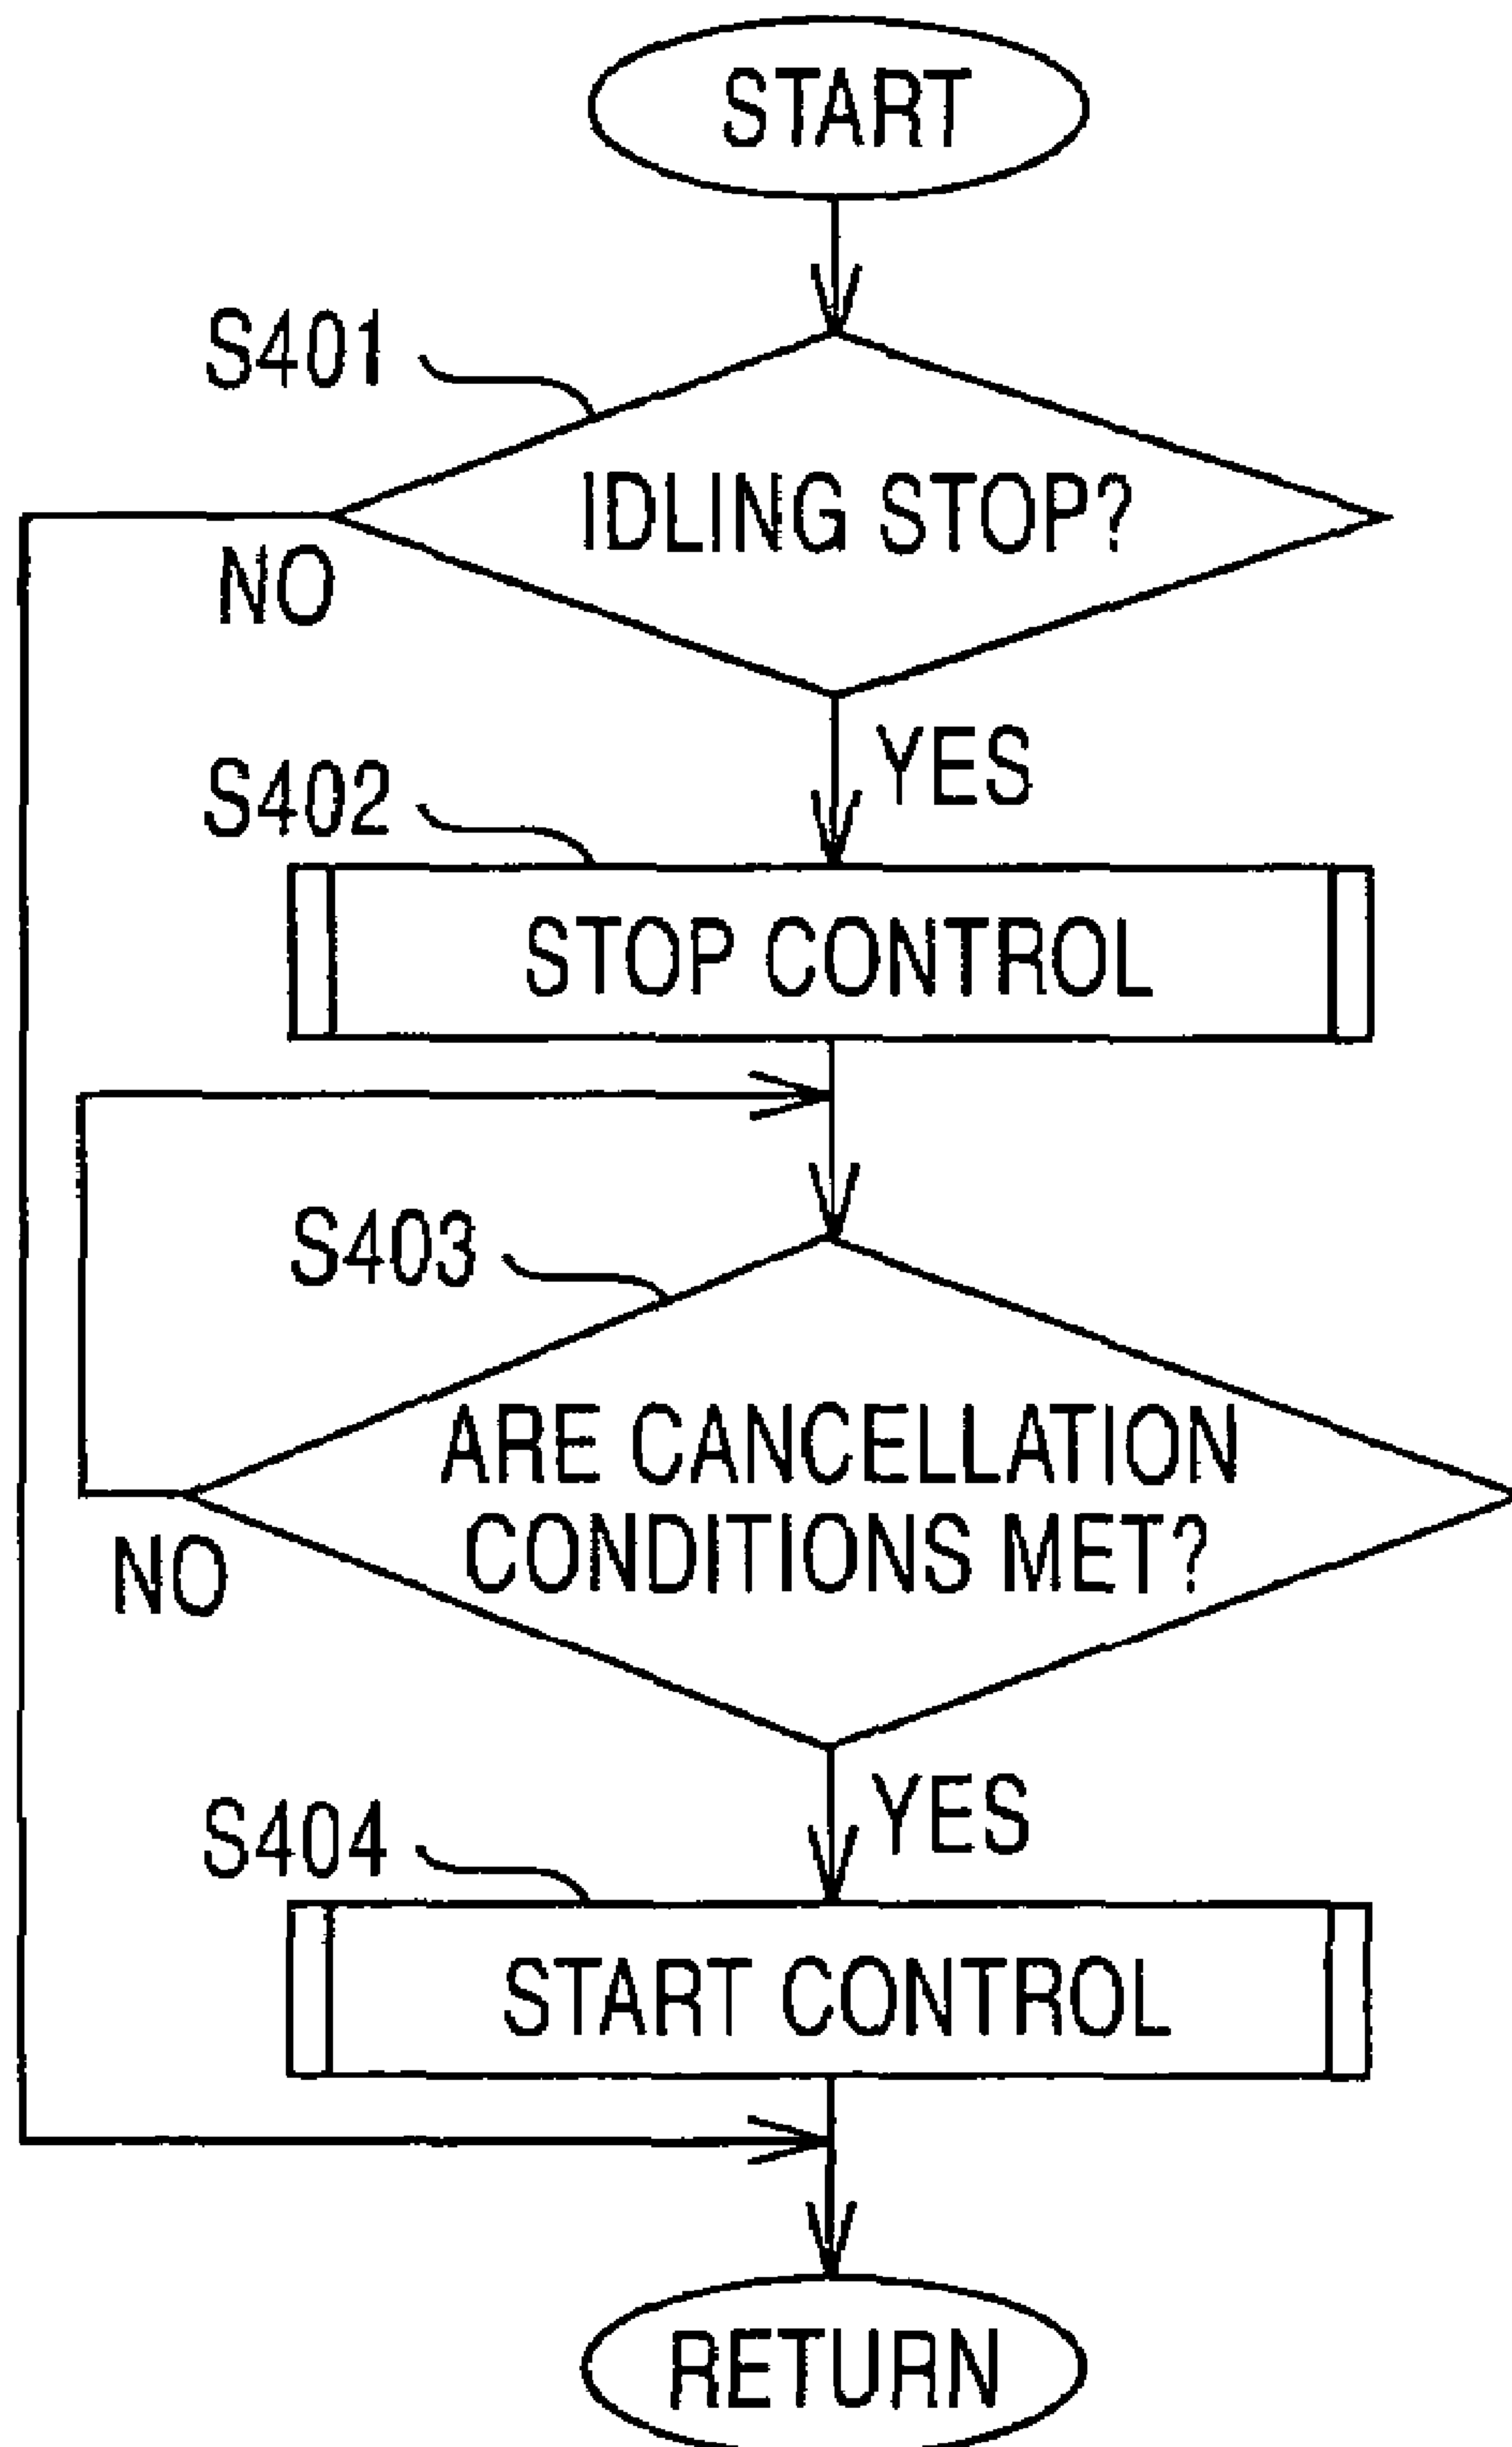 START
S401
IDLING STOP?
NO
YES
S402
STOP CONTROL
S403
ARE CANCELLATION
CONDITIONS MET?
NO
YES
S404
START CONTROL
RETURN